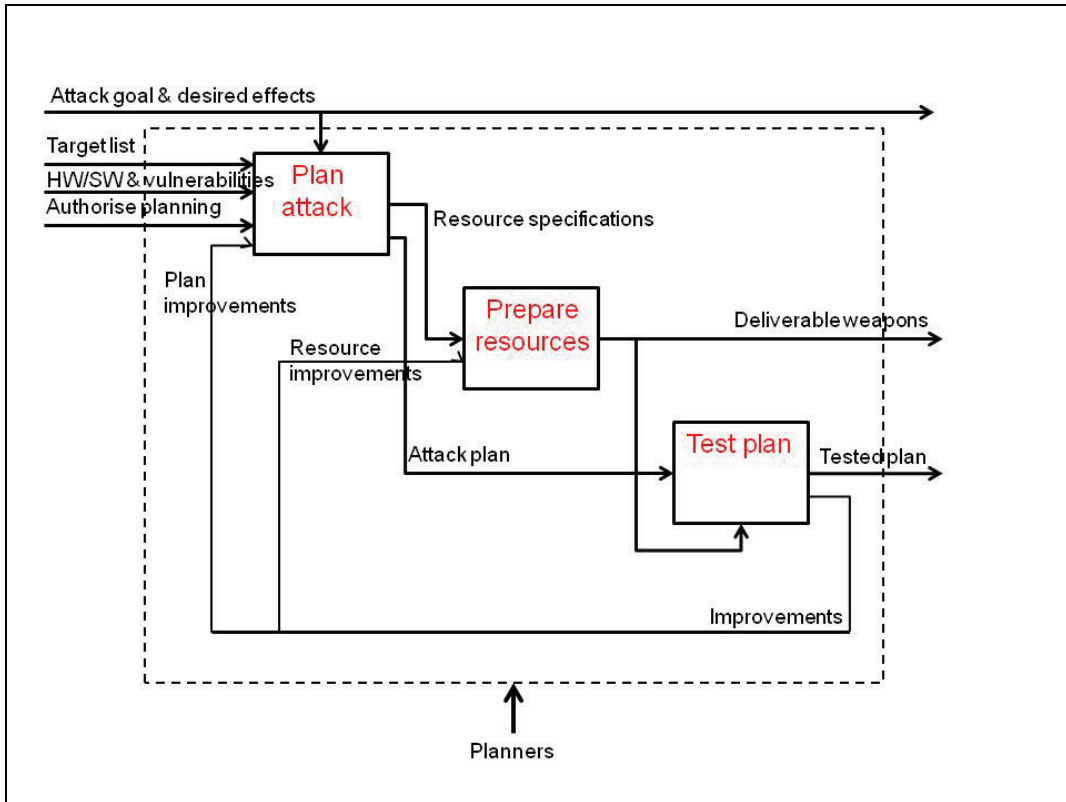 Attack goal & desired effects
Target list
HW/SW & vulnerabilities
Authorise planning
Plan
attack
Resource specifications
Plan
improvements
Prepare
resources
Deliverable weapons
Resource
improvements
Test plan
Attack plan
Tested plan
Improvements
Planners